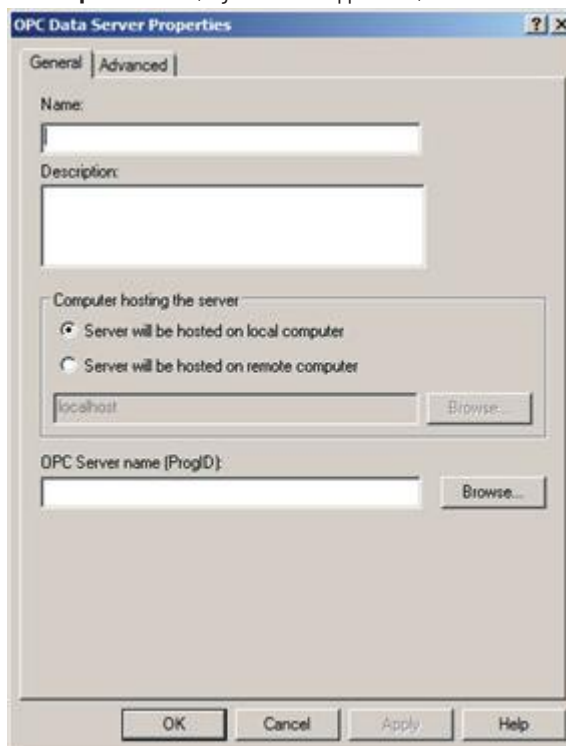 OPC Data Server Properties
General
Advanced
Name:
Description:
Computer hosting the server
Server will be hosted on local computer
Server will be hosted on remote computer
localhost
Browse...
OPC Server name (ProgID):
Browse...
OK
Cancel
Apply
Help